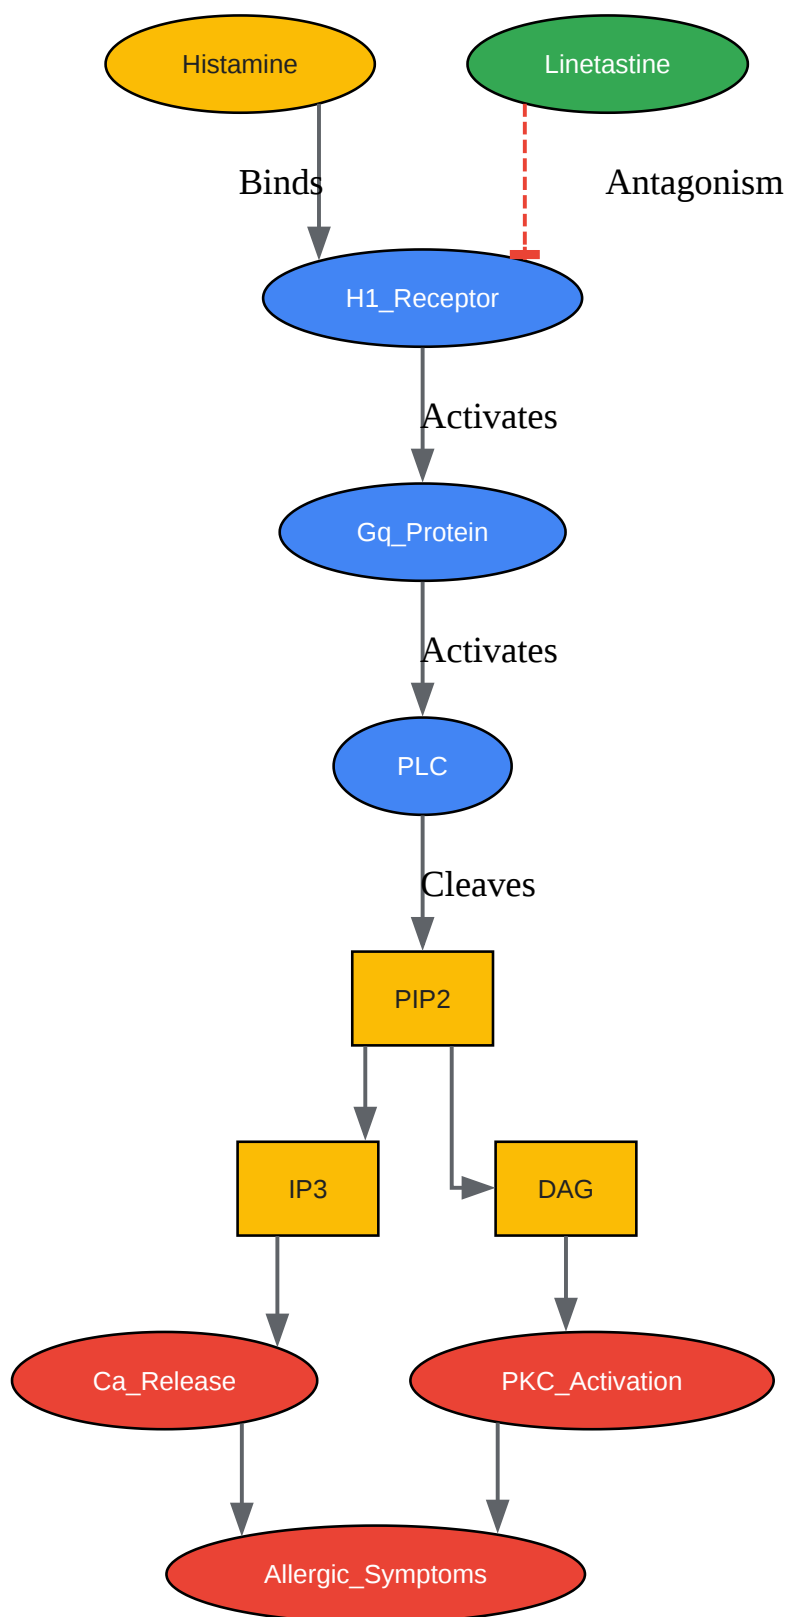 Histamine
Linetastine
Binds
Antagonism
H1_Receptor
Activates
Gq_Protein
Activates
PLC
Cleaves
PIP2
IP3
DAG
Ca_Release
PKC_Activation
Allergic_Symptoms